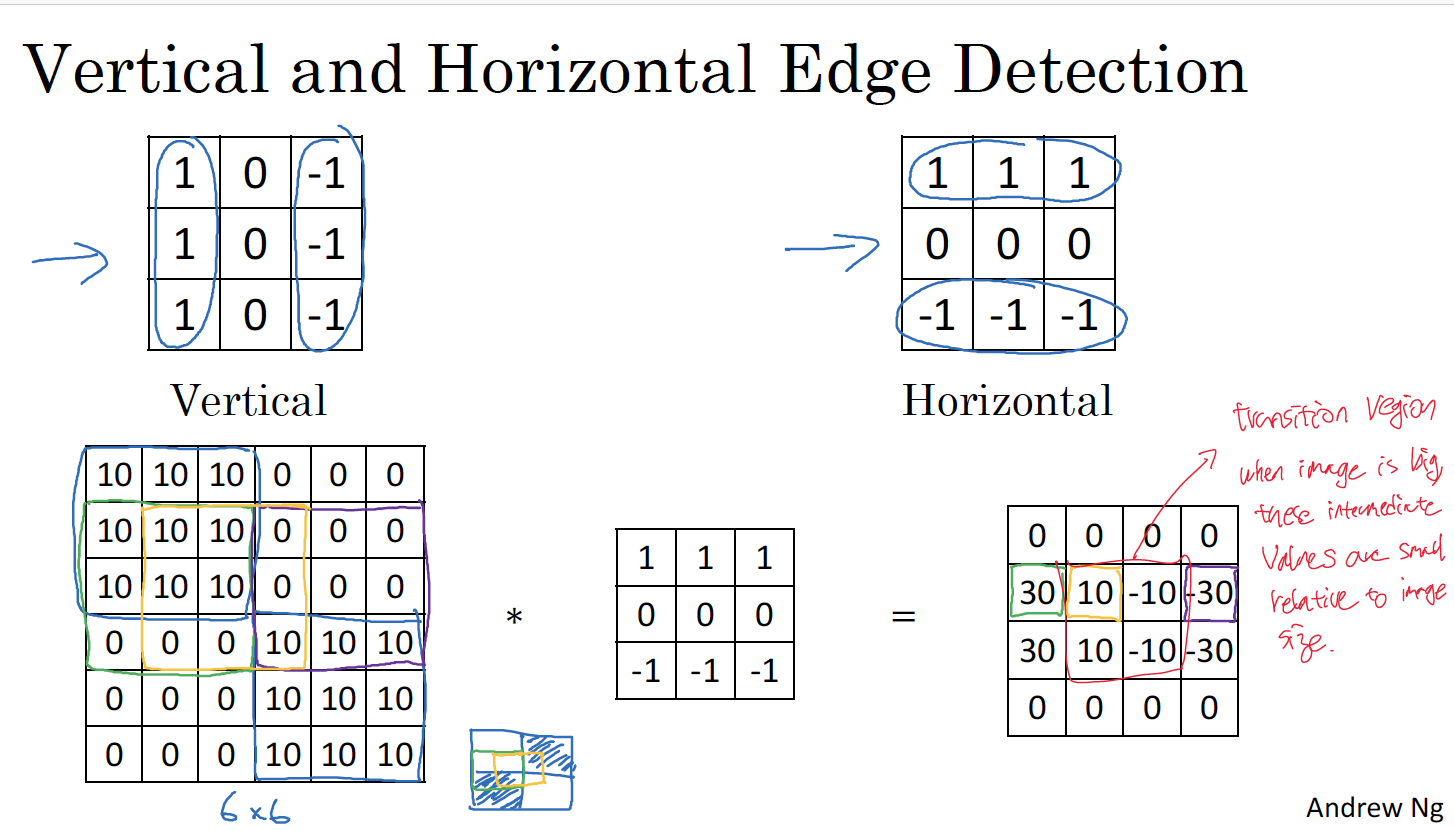 Vertical and Horizontal Edge Detection
1 0 -1
1 0 -1
1 0 -1
Vertical
1 1 1
0 0 0
-1 -1 -1
Horizontal
10 10 10 0 0 0
10 10 10 0 0 0
10 10 10 0 0 0
0 0 0 10 10 10
0 0 0 10 10 10
0 0 0 10 10 10
6 x 6
*
1 1 1
0 0 0
-1 -1 -1
=
0 0 0 0
30 10 -10 -30
30 10 -10 -30
0 0 0 0
transition region
when image is big
these intermediate
values are small
relative to image
size.
Andrew Ng